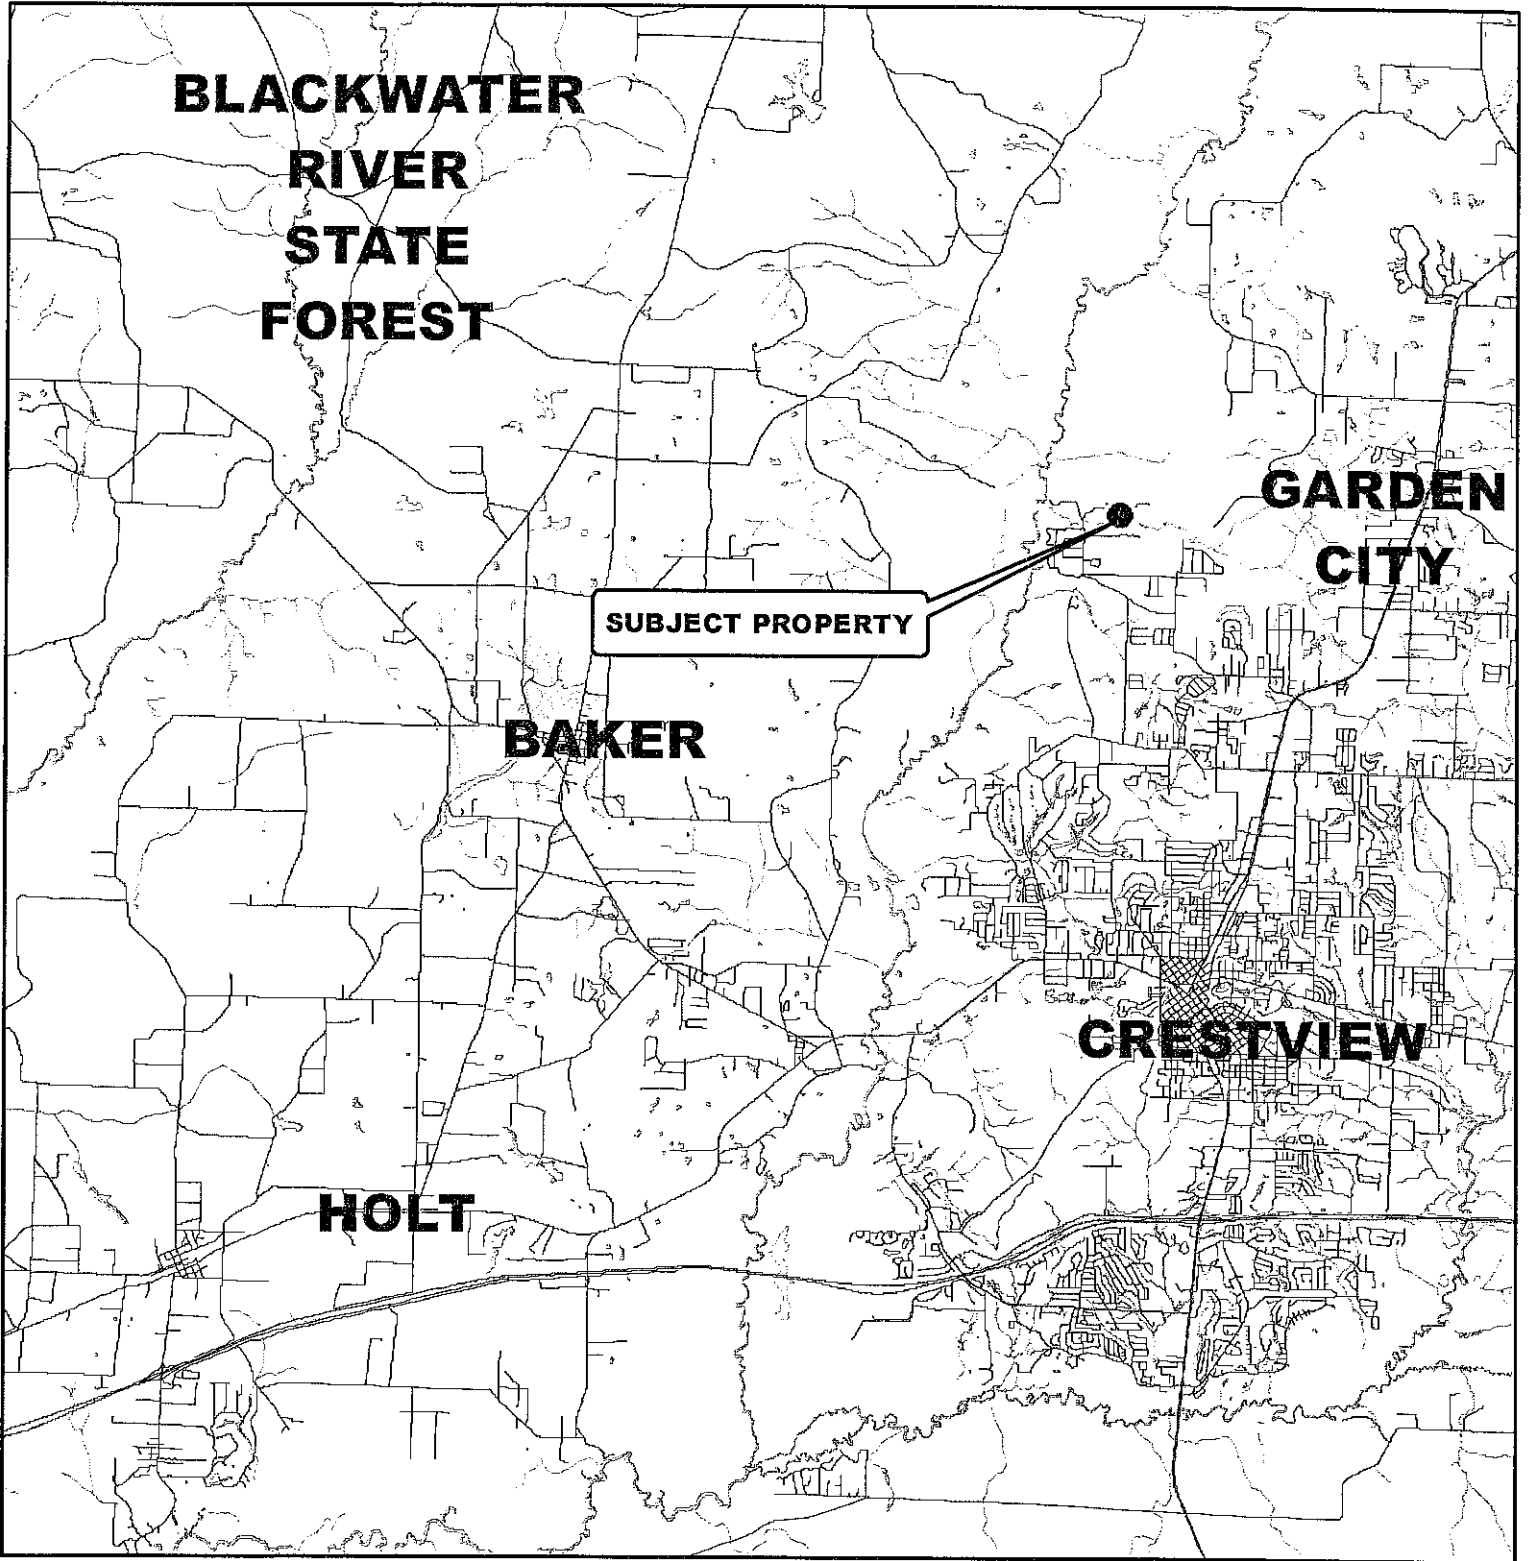 BLACKWATER
RIVER
STATE
FOREST
GARDEN
CITY
SUBJECT PROPERTY
BAKER
CRESTVIEW
HOLT